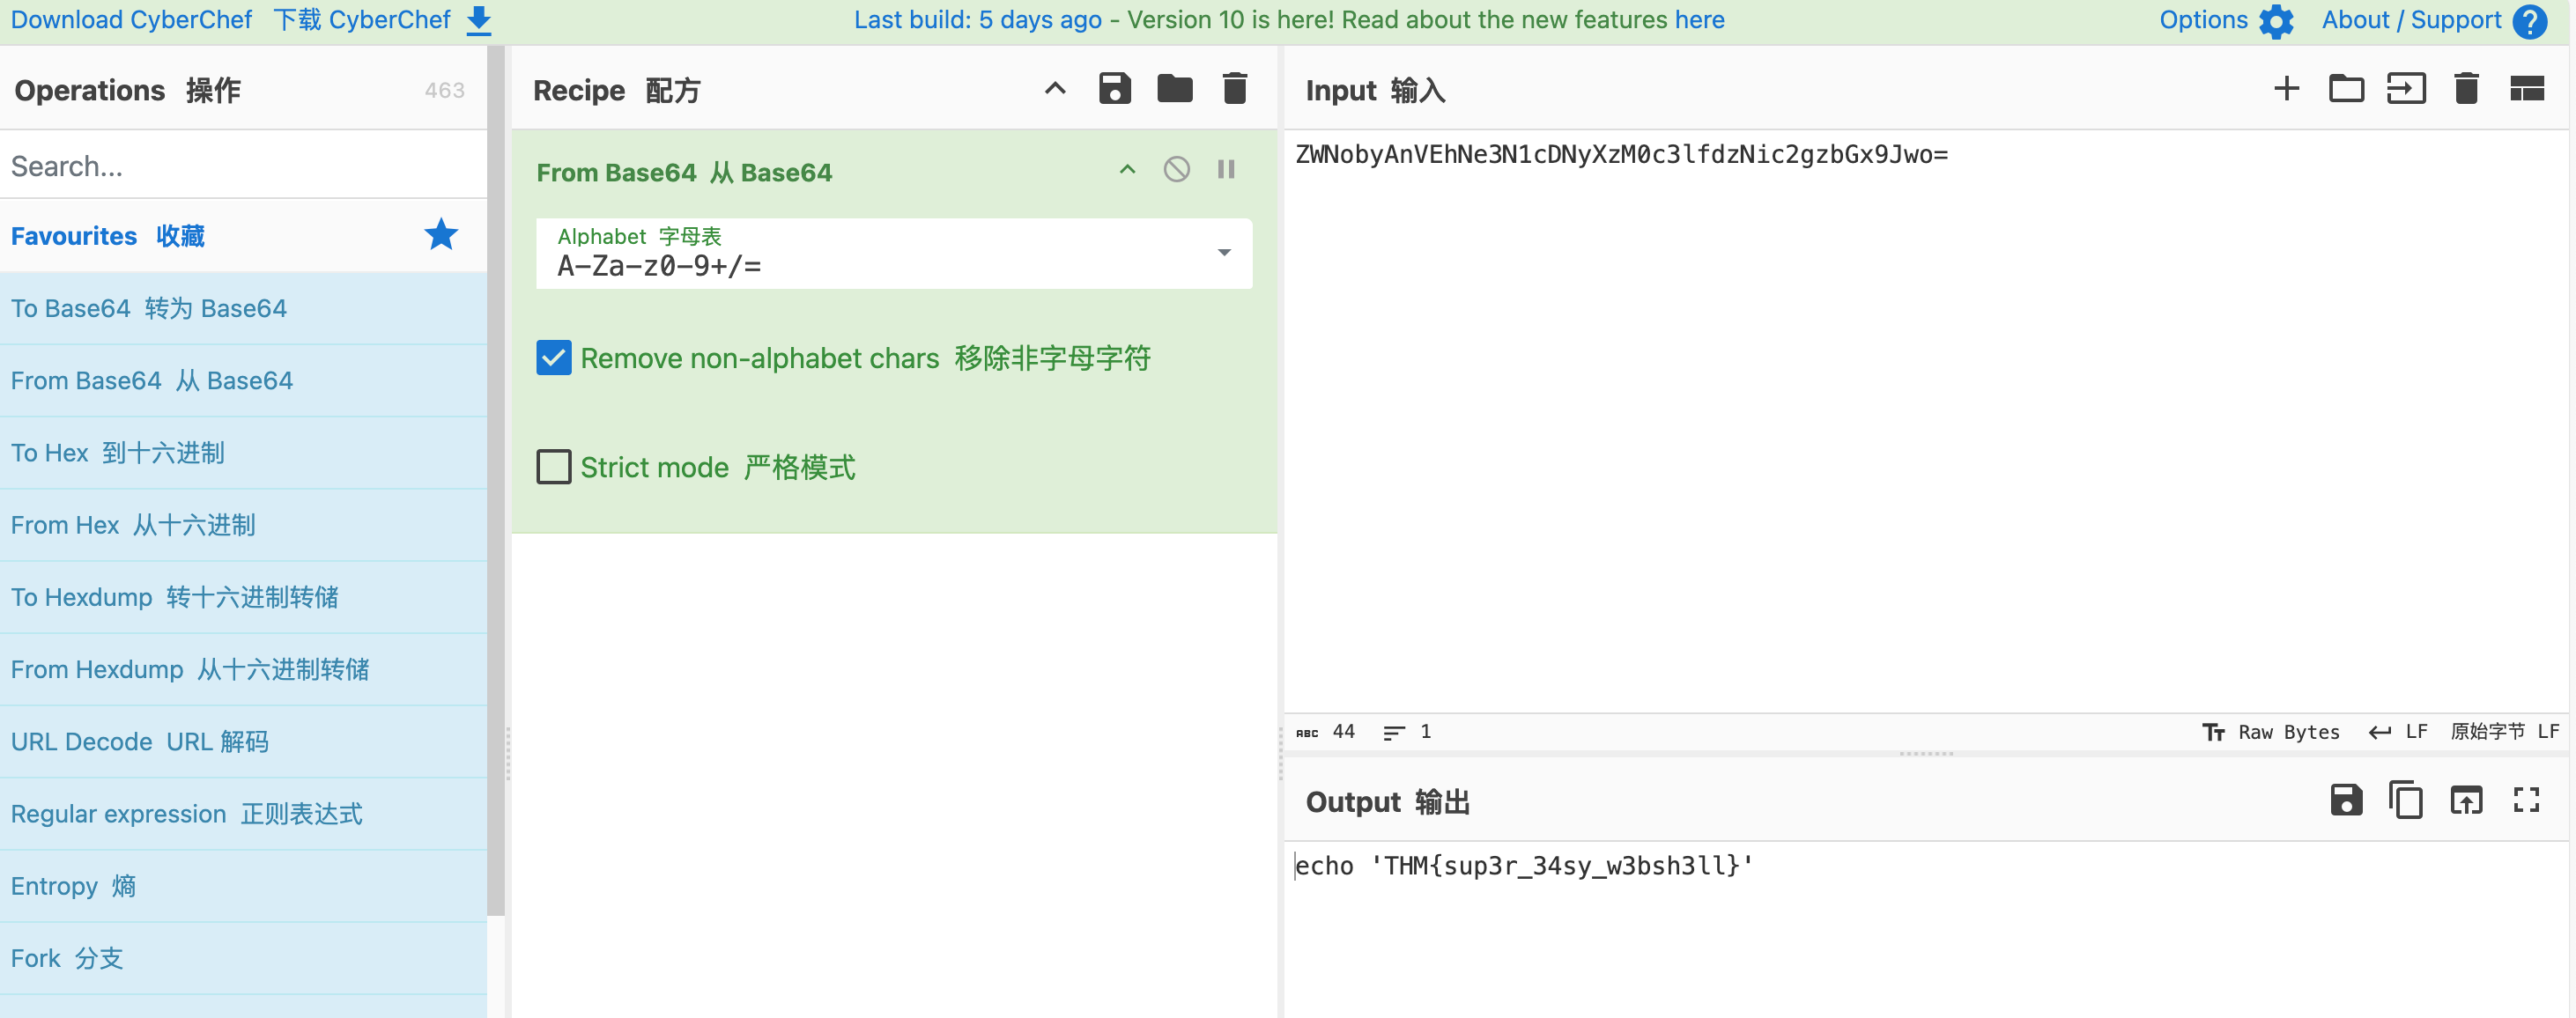 Download CyberChef 下载 CyberChef
Last build: 5 days ago - Version 10 is here! Read about the new features here
Options
About / Support
Operations 操作 463
Search...
Favourites 收藏
To Base64 转为 Base64
From Base64 从 Base64
To Hex 到十六进制
From Hex 从十六进制
To Hexdump 转十六进制转储
From Hexdump 从十六进制转储
URL Decode URL 解码
Regular expression 正则表达式
Entropy 熵
Fork 分支
Recipe 配方
From Base64 从 Base64
Alphabet 字母表
A-Za-z0-9+/=
Remove non-alphabet chars 移除非字母字符
Strict mode 严格模式
Input 输入
ZWNobyAnVEhNe3N1cDNyXzM0c3lfdzNic2gzbGx9Jwo=
ABC 44 1
Raw Bytes LF 原始字节 LF
Output 输出
echo 'THM{sup3r_34sy_w3bsh3ll}'